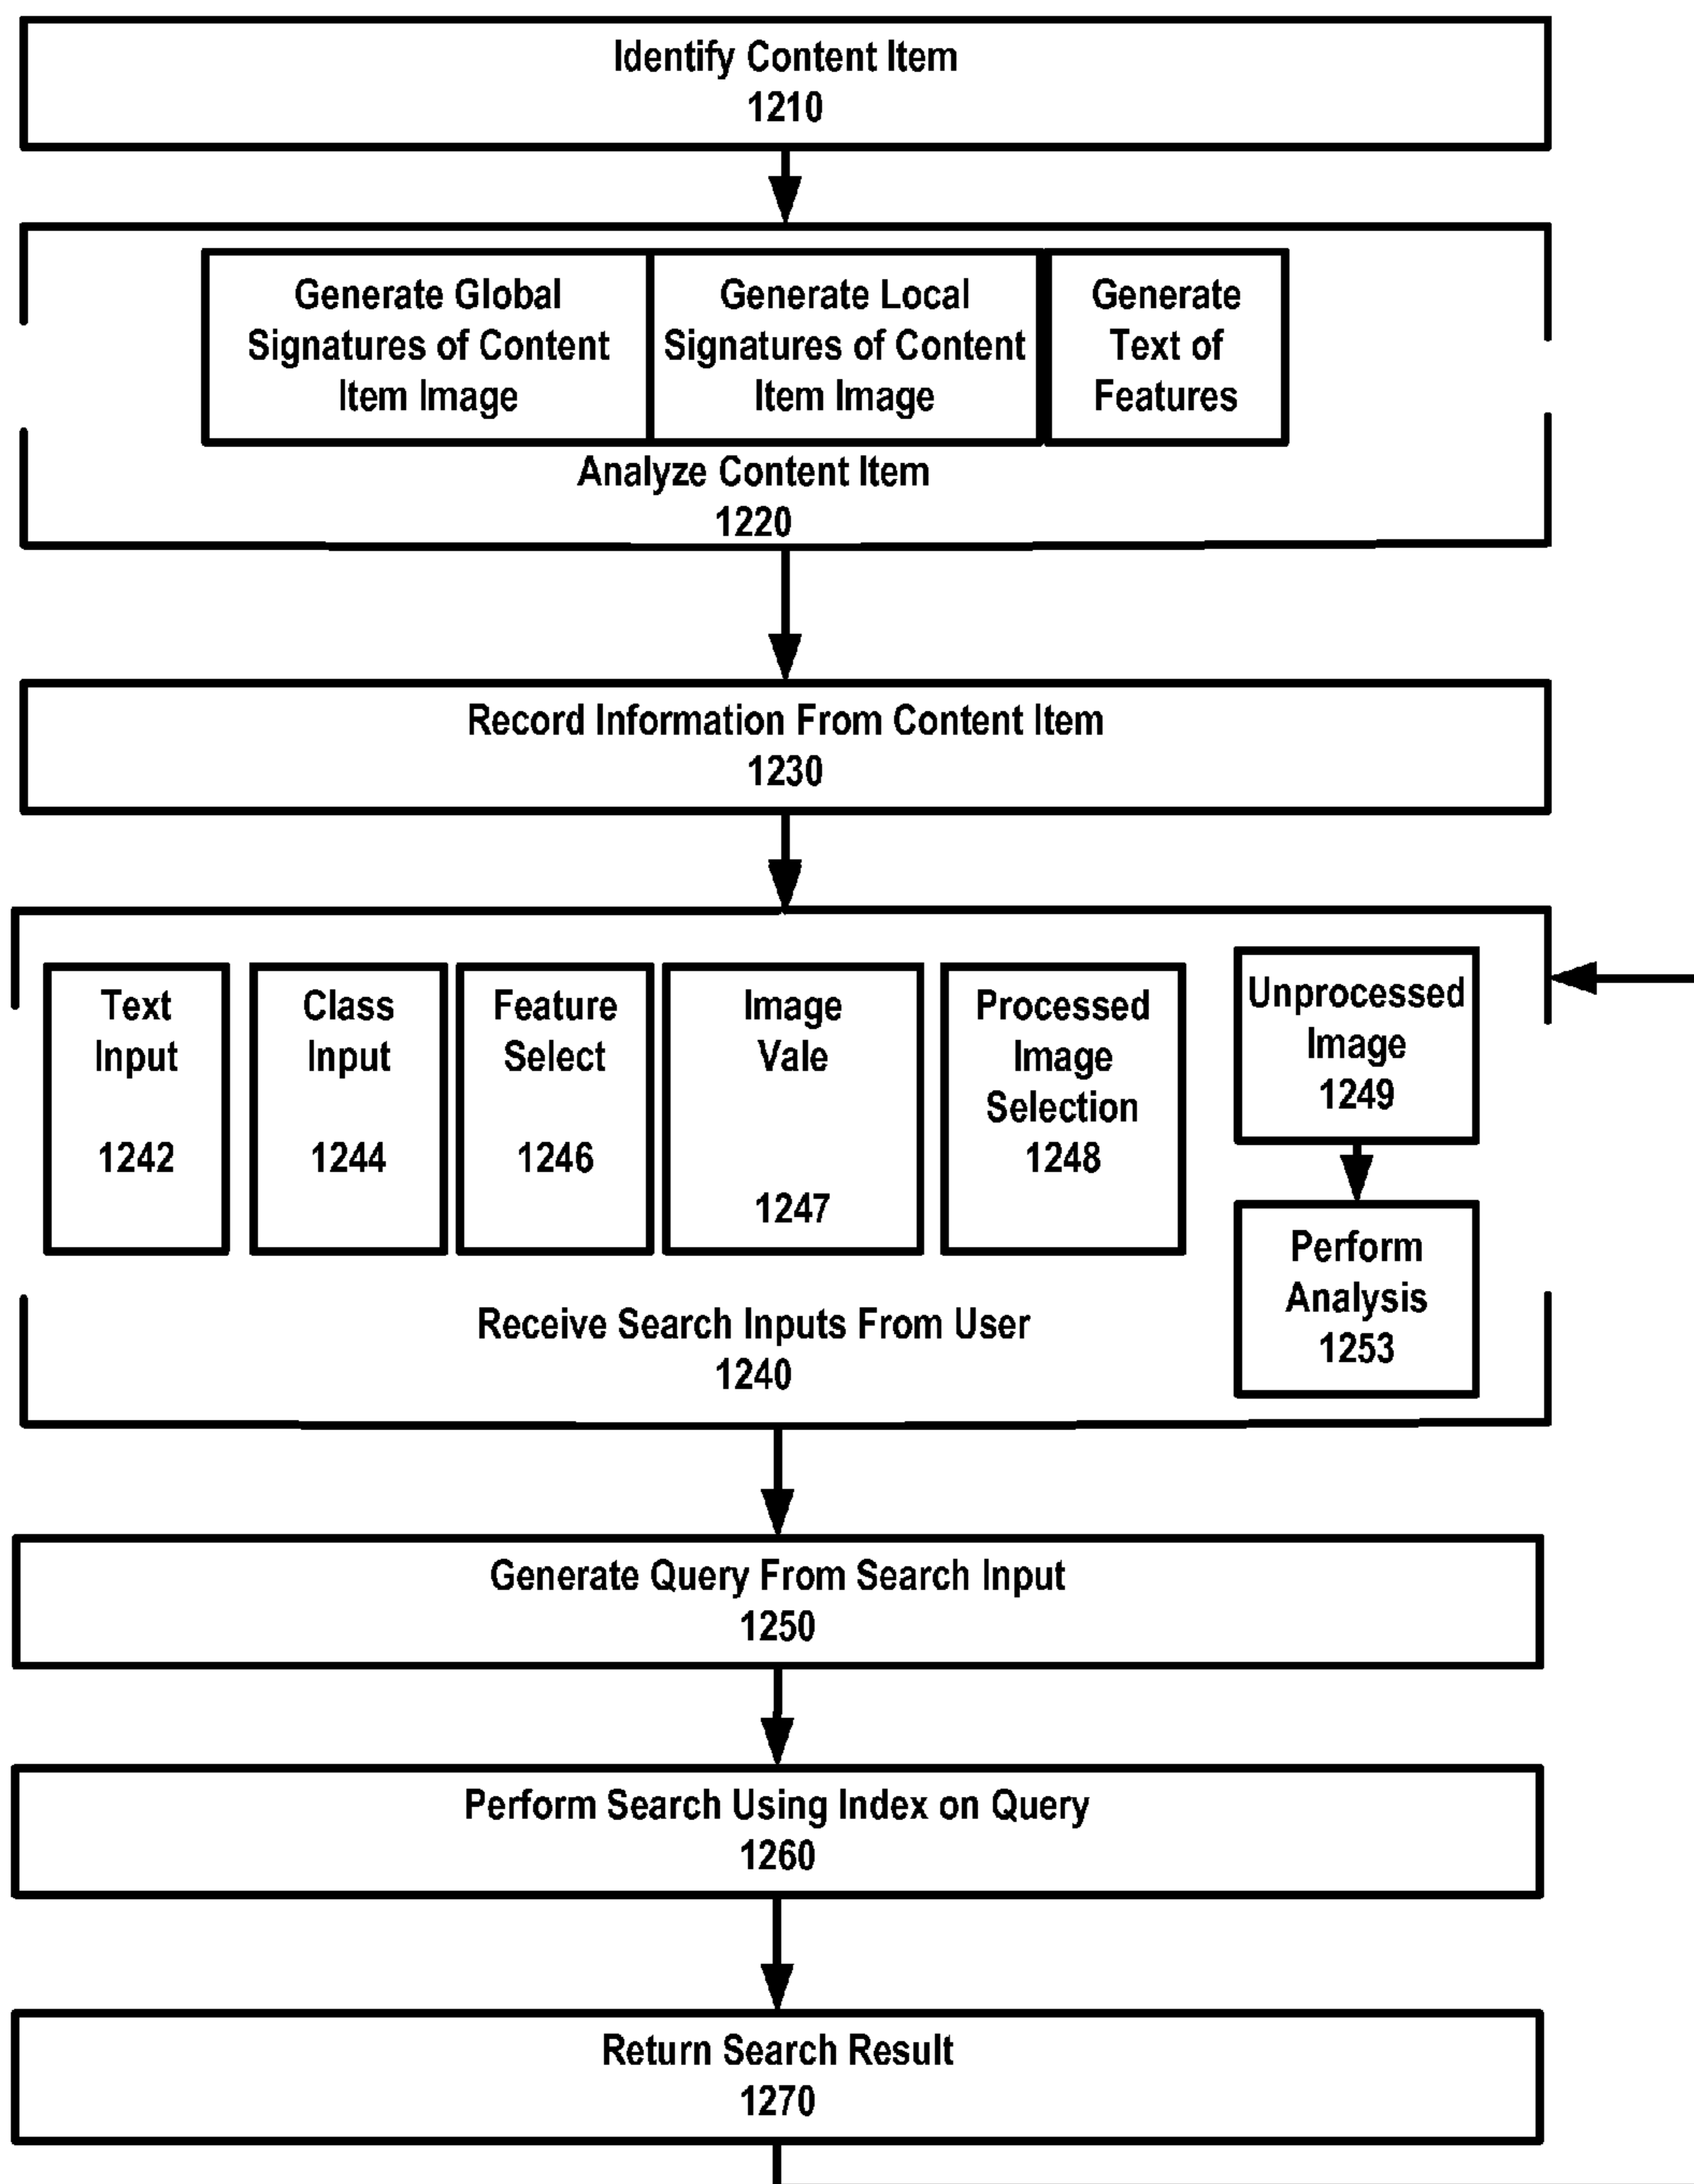 Identify Content Item
1210
Generate Global
Signatures of Content
Item Image
Generate Local
Signatures of Content
Item Image
Generate
Text of
Features
Analyze Content Item
1220
Record Information From Content Item
1230
Text
Input
1242
Class
Input
1244
Feature
Select
1246
Image
Vale
1247
Processed
Image
Selection
1248
Unprocessed
Image
1249
Perform
Analysis
1253
Receive Search Inputs From User
1240
Generate Query From Search Input
1250
Perform Search Using Index on Query
1260
Return Search Result
1270